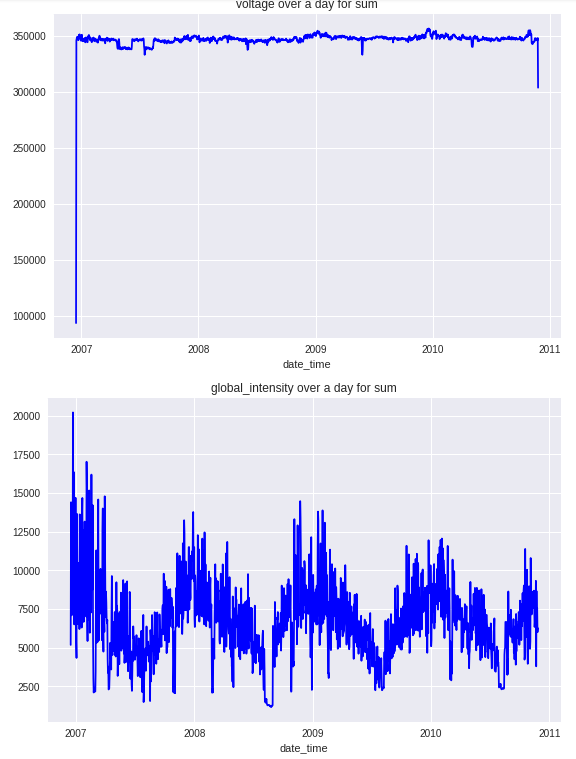 voltage over a day for sum
350000
300000
250000
200000
150000
100000
2007 2008 2009 2010 2011
date_time
global_intensity over a day for sum
20000
17500
15000
12500
10000
7500
5000
2500
2007 2008 2009 2010 2011
date_time